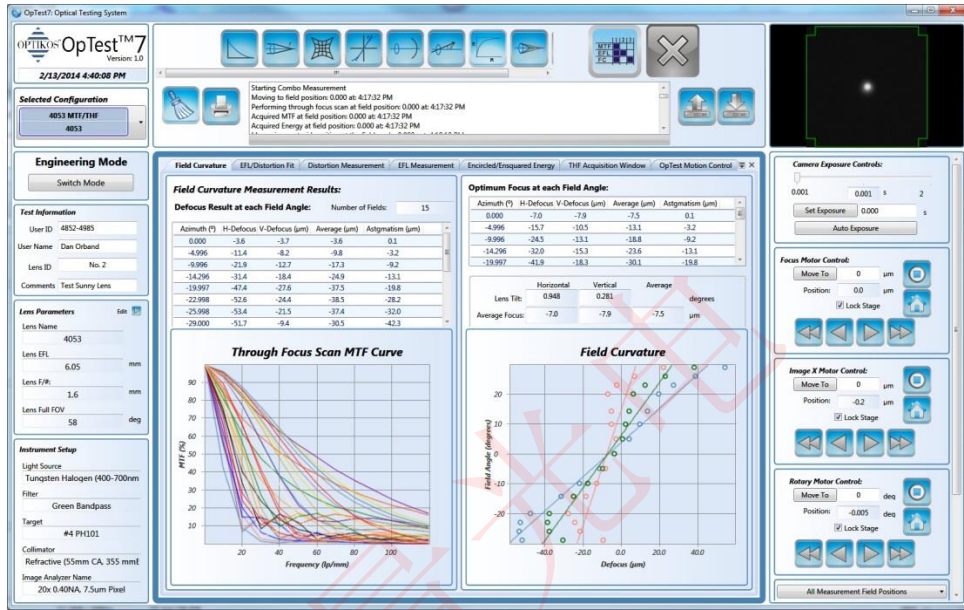 OpTest7: Optical Testing System
OPTIKOS OpTest™7
Version: 1.0
2/13/2014 4:40:08 PM
Selected Configuration
4053 MTF/THF
4053
Engineering Mode
Switch Mode
Test Information
User ID 4852-4985
User Name Dan Orband
Lens ID No. 2
Comments Test Sunny Lens
Lens Parameters Edit
Lens Name
4053
Lens EFL
6.05 mm
Lens F/#:
1.6 mm
Lens Full FOV
58 deg
Instrument Setup
Light Source
Tungsten Halogen (400-700nm
Filter
Green Bandpass
Target
#4 PH101
Collimator
Refractive (55mm CA, 355 mmE
Image Analyzer Name
20x 0.40NA, 7.5um Pixel
MTF
EFL
FC
Starting Combo Measurement
Moving to field position: 0.000 at: 4:17:32 PM
Performing through focus scan at field position: 0.000 at: 4:17:32 PM
Acquired MTF at field position: 0.000 at: 4:17:32 PM
Acquired Energy at field position: 0.000 at: 4:17:32 PM
Field Curvature EFL/Distortion Fit Distortion Measurement EFL Measurement Encircled/Ensquared Energy THF Acquisition Window OpTest Motion Control
Field Curvature Measurement Results:
Defocus Result at each Field Angle: Number of Fields: 15
Azimuth (º) H-Defocus V-Defocus (µm) Average (µm) Astgmatism (µm)
0.000 -3.6 -3.7 -3.6 0.1
-4.996 -11.4 -8.2 -9.8 -3.2
-9.996 -21.9 -12.7 -17.3 -9.2
-14.296 -31.4 -18.4 -24.9 -13.1
-19.997 -47.4 -27.6 -37.5 -19.8
-22.998 -52.6 -24.4 -38.5 -28.2
-25.998 -53.4 -21.5 -37.4 -32.0
-29.000 -51.7 -9.4 -30.5 -42.3
Optimum Focus at each Field Angle:
Azimuth (º) H-Defocus V-Defocus (µm) Average (µm) Astgmatism (µm)
0.000 -7.0 -7.9 -7.5 0.1
-4.996 -15.7 -10.5 -13.1 -3.2
-9.996 -24.5 -13.1 -18.8 -9.2
-14.296 -32.0 -15.3 -23.6 -13.1
-19.997 -41.9 -18.3 -30.1 -19.8
Horizontal Vertical Average
Lens Tilt: 0.948 0.281 degrees
Average Focus: -7.0 -7.9 -7.5 µm
Through Focus Scan MTF Curve
MTF (%)
90
80
70
60
50
40
30
20
10
20 40 60 80 100
Frequency (lp/mm)
Field Curvature
Field Angle (degrees)
20
10
0
-10
-20
-40.0 -20.0 0.0 20.0 40.0
Defocus (µm)
Camera Exposure Controls:
0.001 0.001 s 2
Set Exposure 0.000 s
Auto Exposure
Focus Motor Control:
Move To 0 µm
Position: 0.0 µm
Lock Stage
Image X Motor Control:
Move To 0 µm
Position: -0.2 µm
Lock Stage
Rotary Motor Control:
Move To 0 deg
Position: -0.005 deg
Lock Stage
All Measurement Field Positions